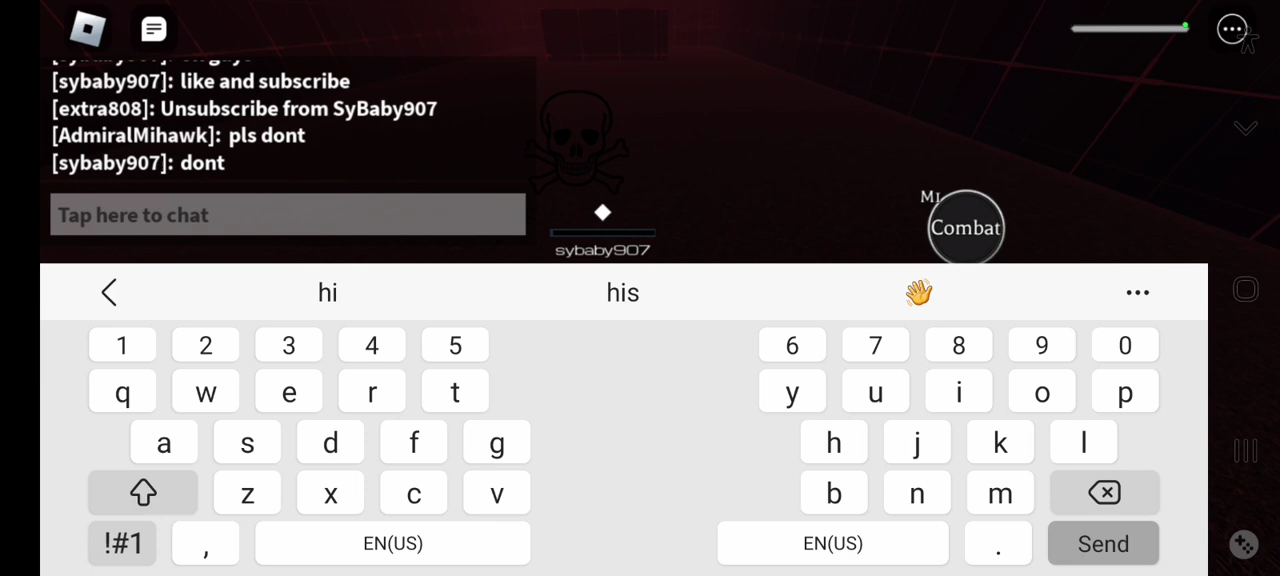 [sybaby907]: like and subscribe
[extra808]: Unsubscribe from SyBaby907
[AdmiralMihawk]: pls dont
[sybaby907]: dont
Tap here to chat
sybaby907
M1
Combat
hi his 👋 ...
1 2 3 4 5 6 7 8 9 0
q w e r t y u i o p
a s d f g h j k l
z x c v b n m
!#1 , EN(US) EN(US) . Send